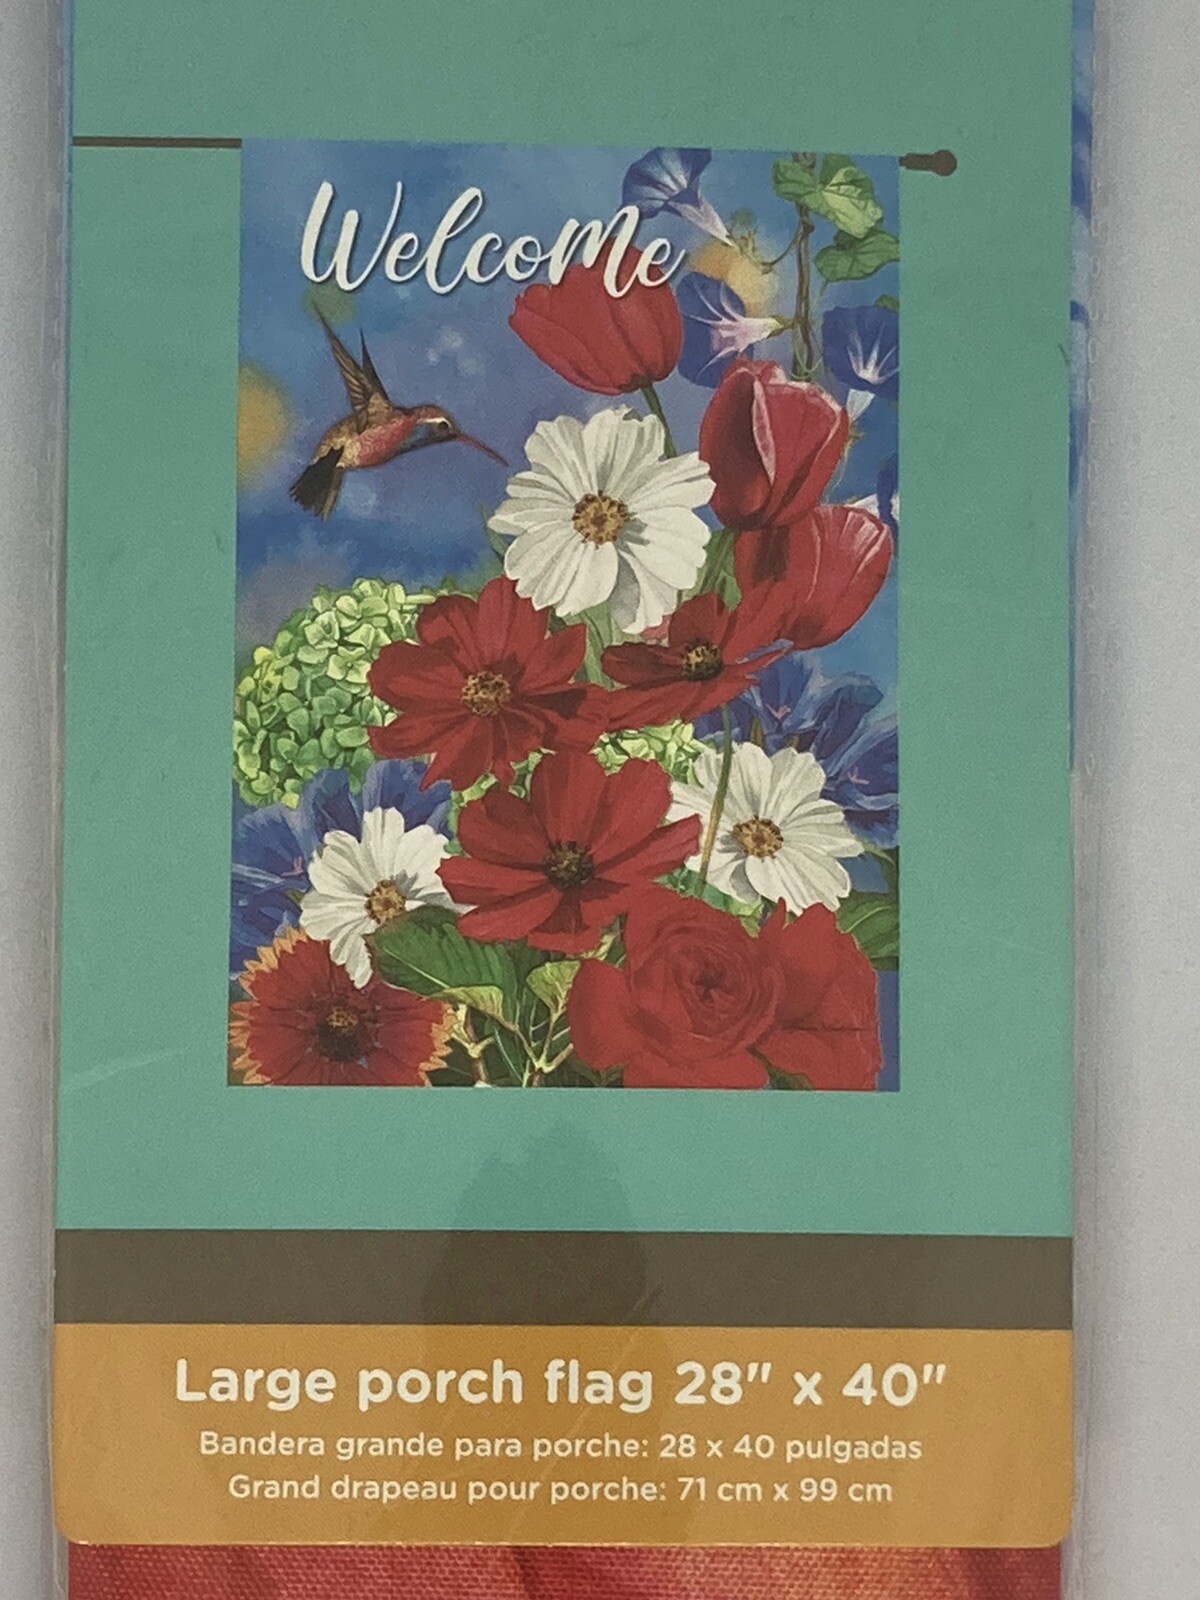 Welcome
Large porch flag 28" x 40"
Bandera grande para porche: 28 x 40 pulgadas
Grand drapeau pour porche: 71 cm x 99 cm